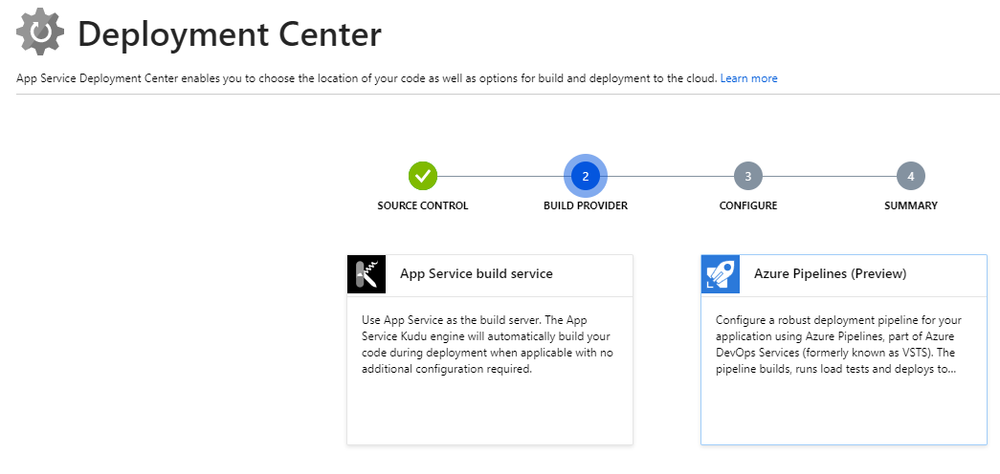 Deployment Center
App Service Deployment Center enables you to choose the location of your code as well as options for build and deployment to the cloud. Learn more
2
3
4
SOURCE CONTROL
BUILD PROVIDER
CONFIGURE
SUMMARY
App Service build service
Use App Service as the build server. The App
Service Kudu engine will automatically build your
code during deployment when applicable with no
additional configuration required.
Azure Pipelines (Preview)
Configure a robust deployment pipeline for your
application using Azure Pipelines, part of Azure
DevOps Services (formerly known as VSTS). The
pipeline builds, runs load tests and deploys to...